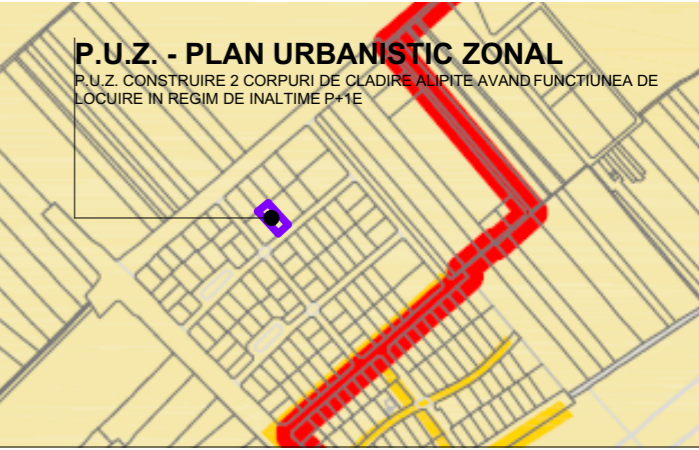 P.U.Z. - PLAN URBANISTIC ZONAL
P.U.Z. CONSTRUIRE 2 CORPURI DE CLADIRE ALIPITE AVAND FUNCTIUNEA DE
LOCUIRE IN REGIM DE INALTIME P+1E